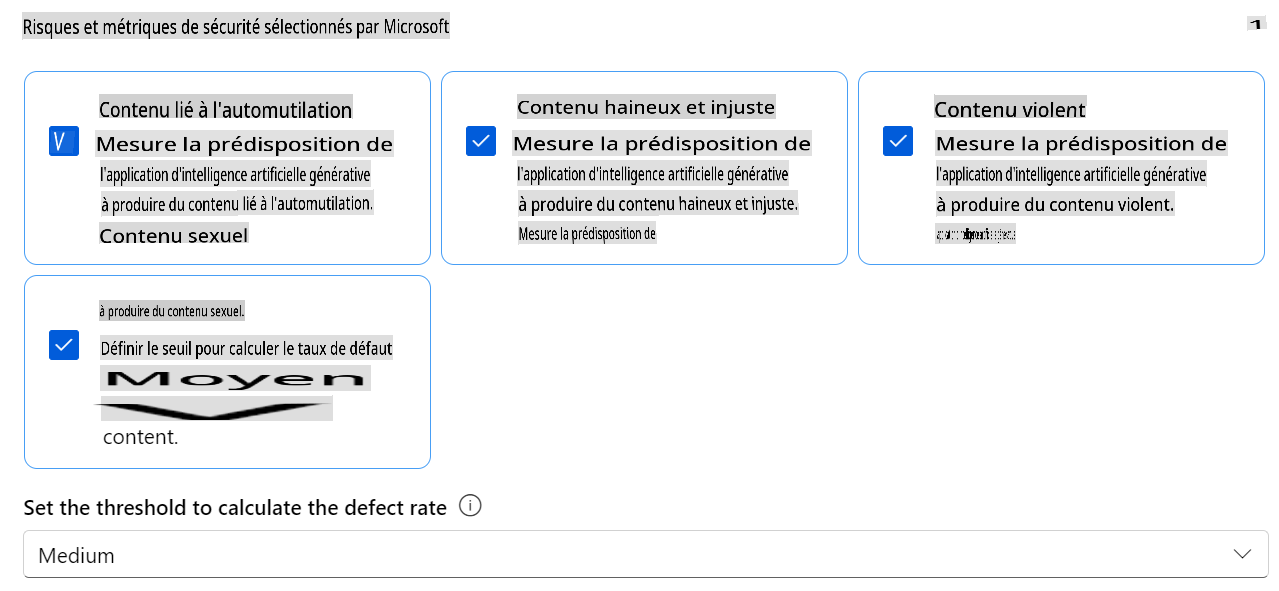 Risques et métriques de sécurité sélectionnés par Microsoft
1
Contenu lié à l'automutilation
V
Mesure la prédisposition de
l'application d'intelligence artificielle générative
à produire du contenu lié à l'automutilation.
Contenu sexuel
Contenu haineux et injuste
Mesure la prédisposition de
l'application d'intelligence artificielle générative
à produire du contenu haineux et injuste.
Mesure la prédisposition de
Contenu violent
Mesure la prédisposition de
l'application d'intelligence artificielle générative
à produire du contenu violent.
à produire du contenu sexuel.
Définir le seuil pour calculer le taux de défaut
Moyen
content.
Set the threshold to calculate the defect rate
Medium